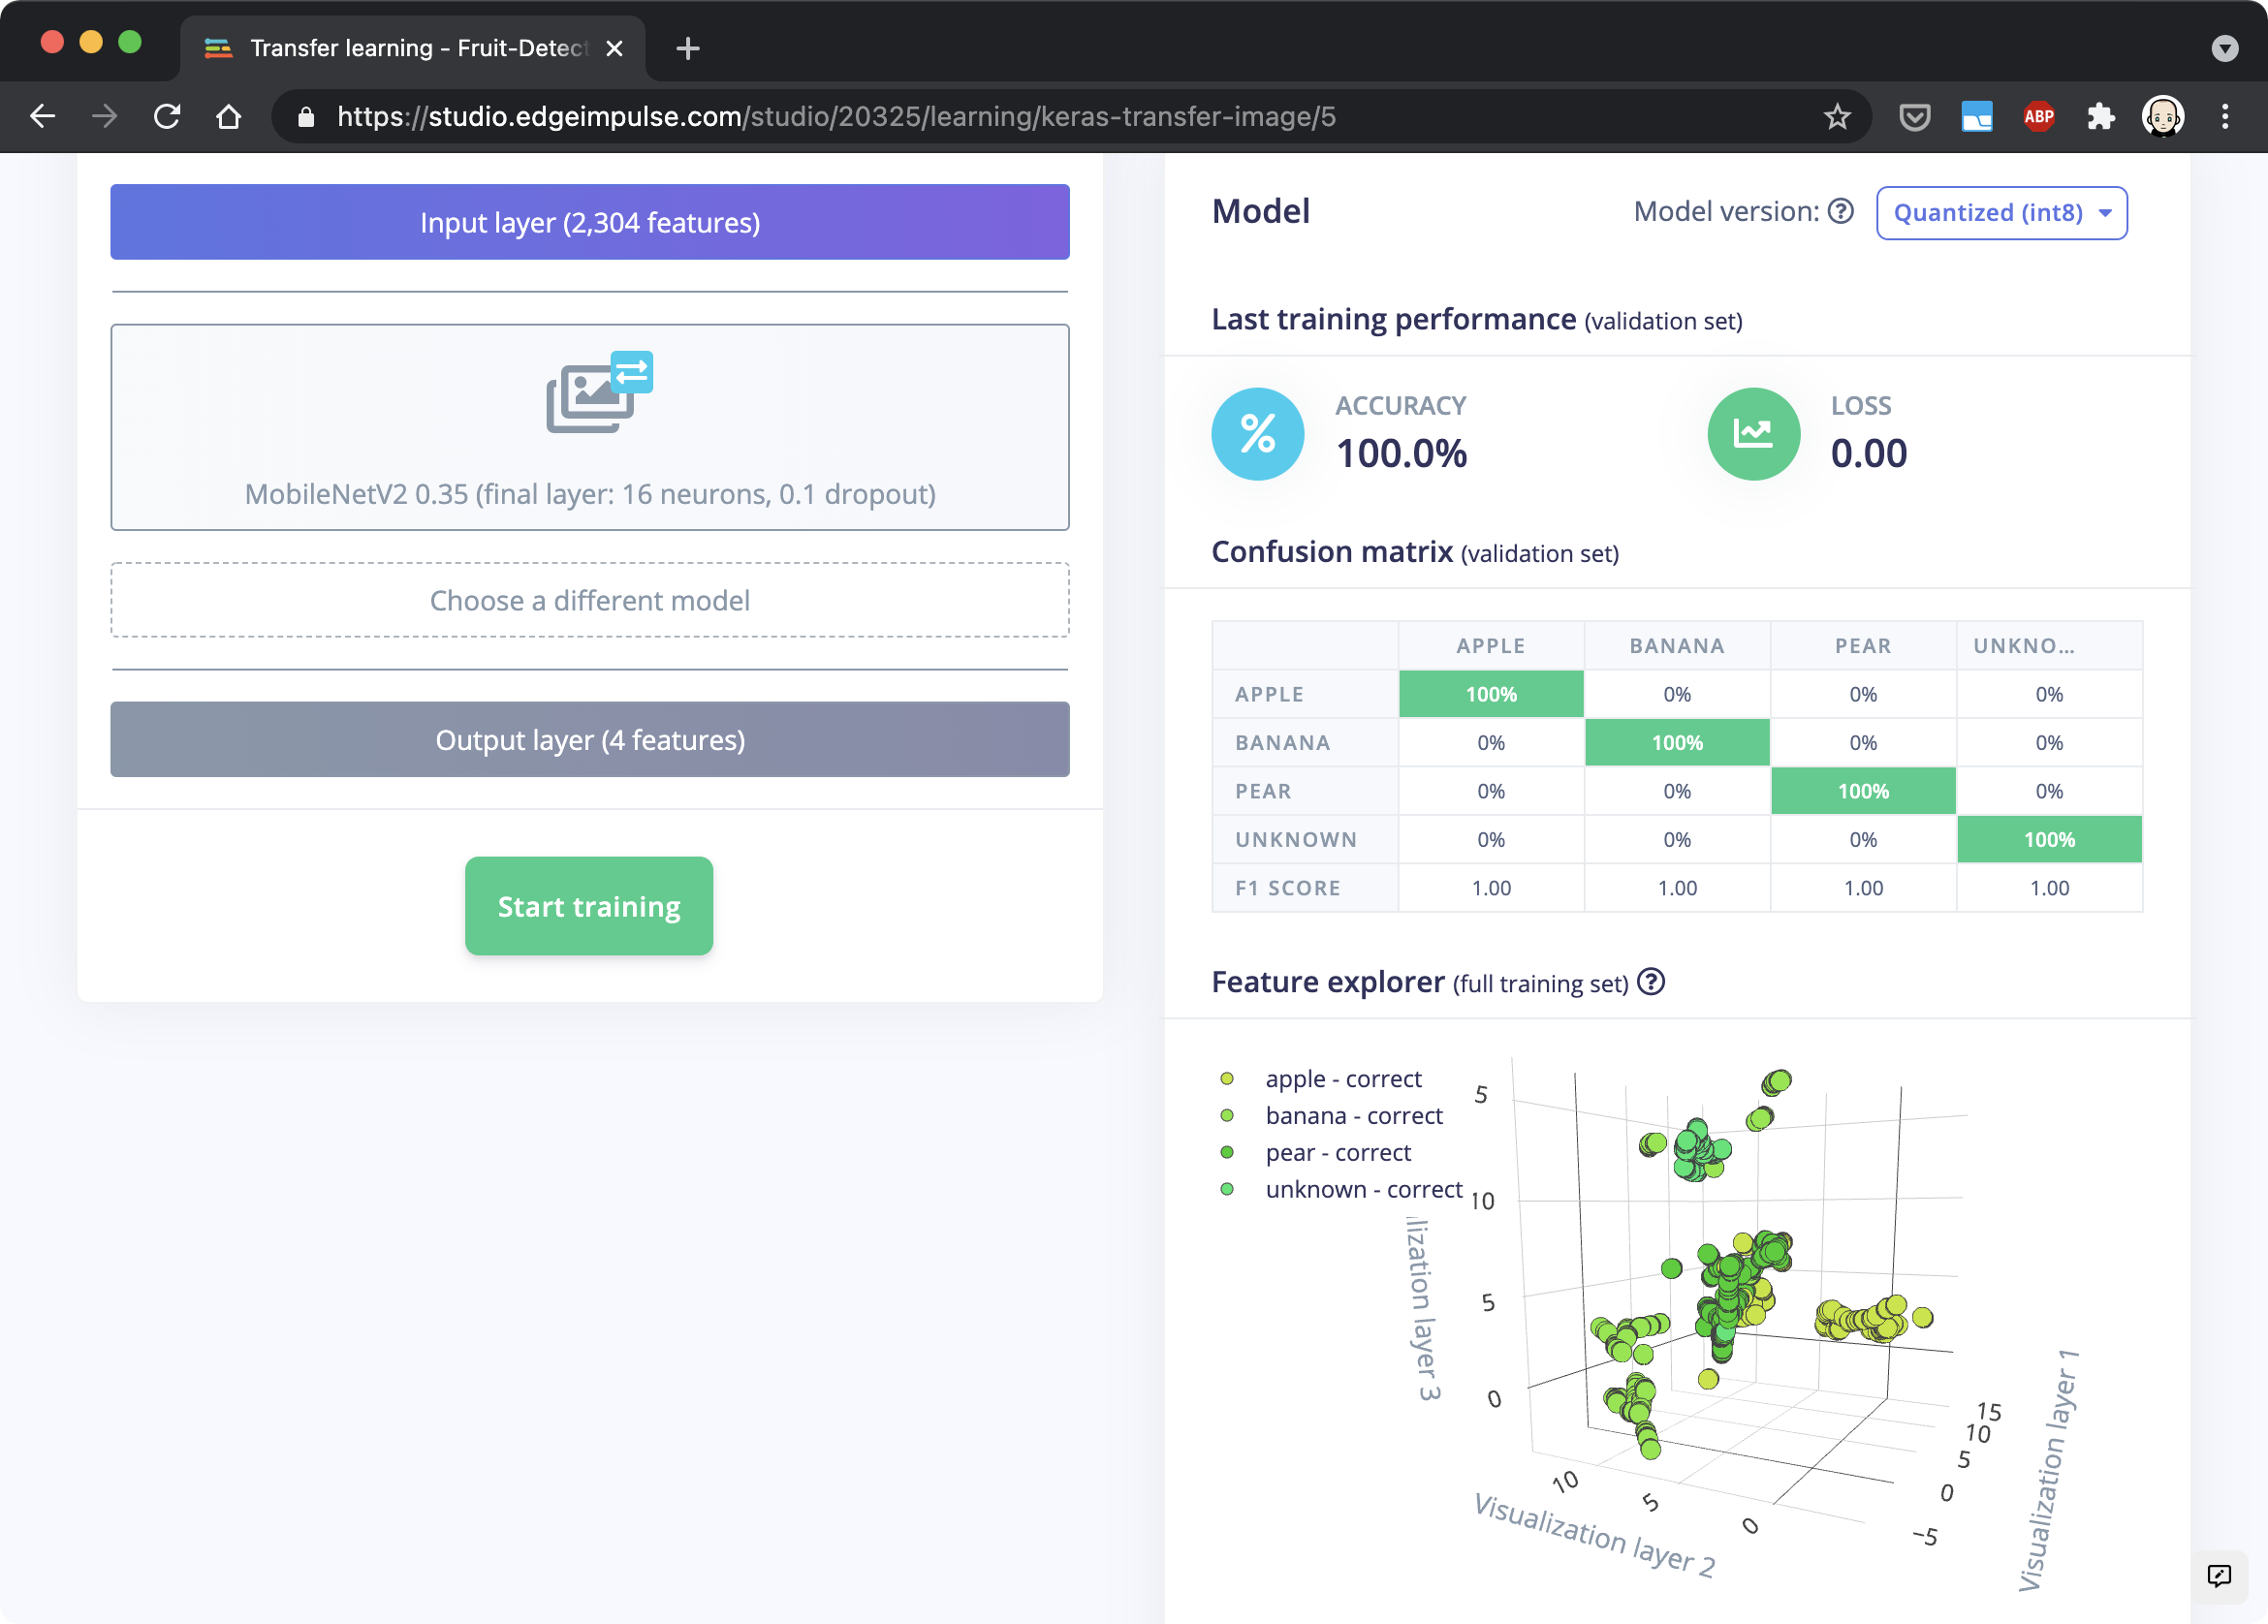 Transfer learning - Fruit-Detect
https://studio.edgeimpulse.com/studio/20325/learning/keras-transfer-image/5
ABP
Input layer (2,304 features)
MobileNetV2 0.35 (final layer: 16 neurons, 0.1 dropout)
Choose a different model
Output layer (4 features)
Start training
Model
Model version: ?
Quantized (int8)
Last training performance (validation set)
%
ACCURACY
100.0%
LOSS
0.00
Confusion matrix (validation set)
APPLE BANANA PEAR UNKNO...
APPLE 100% 0% 0% 0%
BANANA 0% 100% 0% 0%
PEAR 0% 0% 100% 0%
UNKNOWN 0% 0% 0% 100%
F1 SCORE 1.00 1.00 1.00 1.00
Feature explorer (full training set) ?
apple - correct
banana - correct
pear - correct
unknown - correct
5
10
5
0
lization layer 3
10
5
0
Visualization layer 2
15
10
5
0
−5
Visualization layer 1